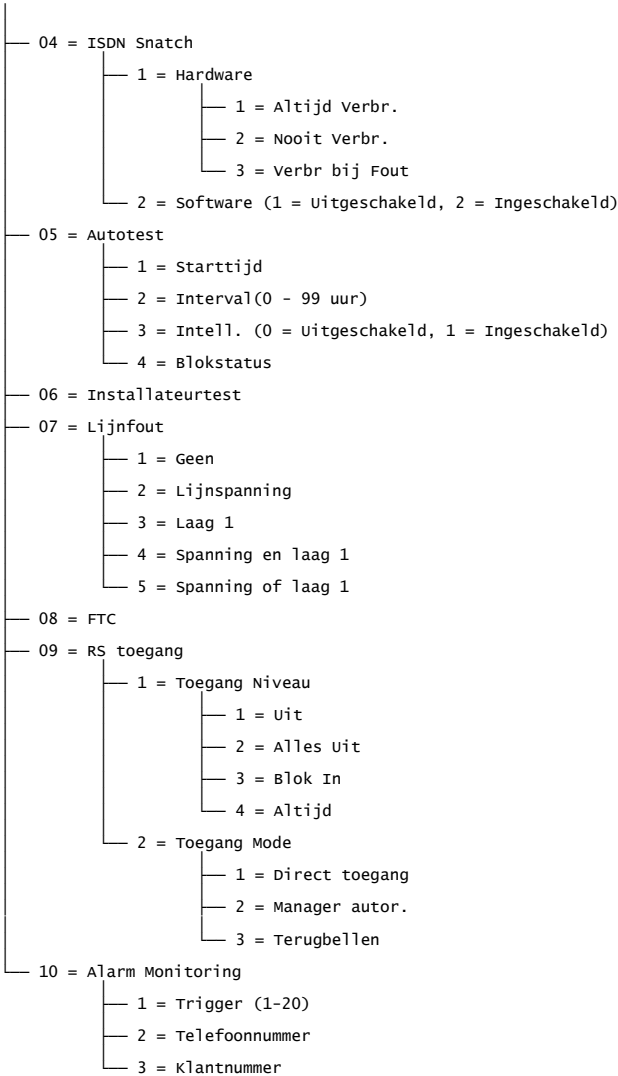 04 = ISDN Snatch
1 = Hardware
1 = Altijd Verbr.
2 = Nooit Verbr.
3 = Verbr bij Fout
2 = Software (1 = Uitgeschakeld, 2 = Ingeschakeld)
05 = Autotest
1 = Starttijd
2 = Interval(0 - 99 uur)
3 = Intell. (0 = Uitgeschakeld, 1 = Ingeschakeld)
4 = Blokstatus
06 = Installateurtest
07 = Lijnfout
1 = Geen
2 = Lijnspanning
3 = Laag 1
4 = Spanning en laag 1
5 = Spanning of laag 1
08 = FTC
09 = RS toegang
1 = Toegang Niveau
1 = Uit
2 = Alles Uit
3 = Blok In
4 = Altijd
2 = Toegang Mode
1 = Direct toegang
2 = Manager autor.
3 = Terugbellen
10 = Alarm Monitoring
1 = Trigger (1-20)
2 = Telefoonnummer
3 = Klantnummer